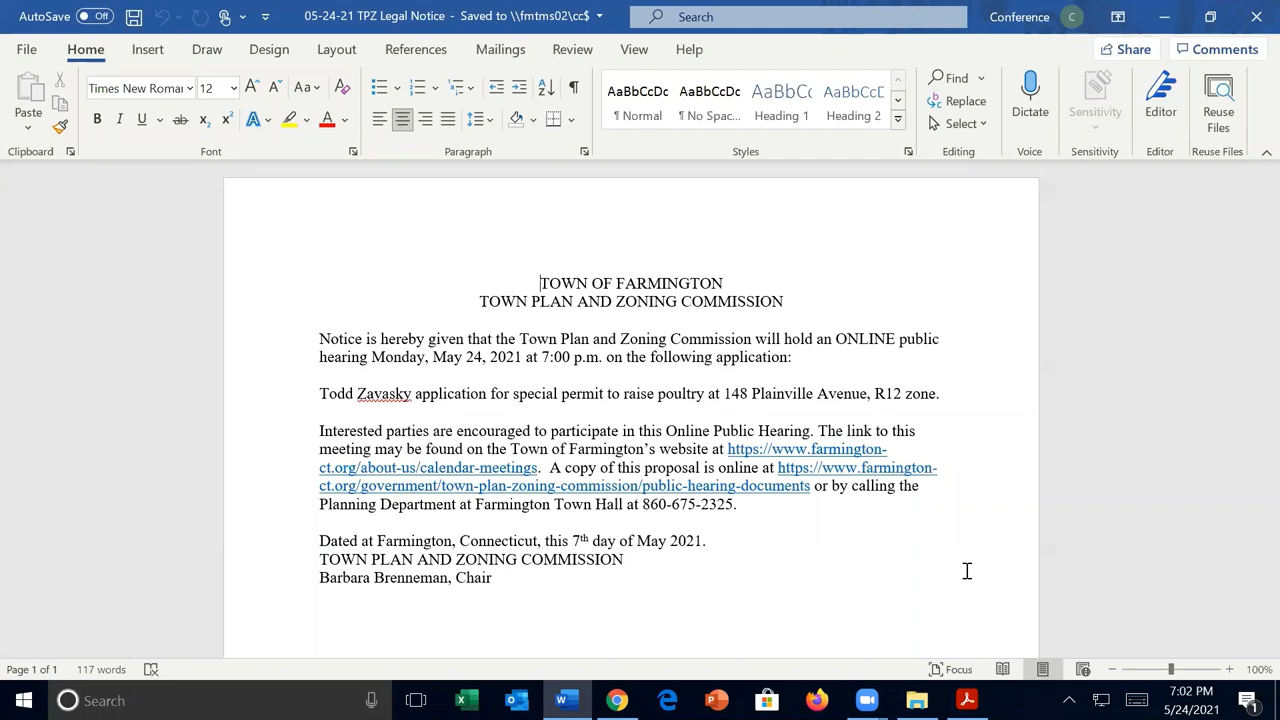 AutoSave Off 05-24-21 TPZ Legal Notice - Saved to \\fmtms02\cc$ Search Conference C
File Home Insert Draw Design Layout References Mailings Review View Help Share Comments
Times New Roman 12 Aa A
Paste
B I U ab x₂ x² A A
AaBbCcDc AaBbCcDc AaBbCc AaBbCcD
¶ Normal ¶ No Spac... Heading 1 Heading 2
Find
Replace
Select
Dictate Sensitivity Editor Reuse Files
Clipboard Font Paragraph Styles Editing Voice Sensitivity Editor Reuse Files
TOWN OF FARMINGTON
TOWN PLAN AND ZONING COMMISSION
Notice is hereby given that the Town Plan and Zoning Commission will hold an ONLINE public
hearing Monday, May 24, 2021 at 7:00 p.m. on the following application:
Todd Zavasky application for special permit to raise poultry at 148 Plainville Avenue, R12 zone.
Interested parties are encouraged to participate in this Online Public Hearing. The link to this
meeting may be found on the Town of Farmington’s website at https://www.farmington-
ct.org/about-us/calendar-meetings. A copy of this proposal is online at https://www.farmington-
ct.org/government/town-plan-zoning-commission/public-hearing-documents or by calling the
Planning Department at Farmington Town Hall at 860-675-2325.
Dated at Farmington, Connecticut, this 7th day of May 2021.
TOWN PLAN AND ZONING COMMISSION
Barbara Brenneman, Chair
Page 1 of 1 117 words Focus 100%
Search 7:02 PM
5/24/2021 1